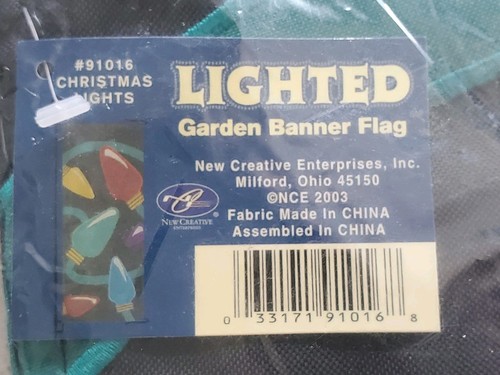 #91016
CHRISTMAS
LIGHTS
LIGHTED
Garden Banner Flag
New Creative Enterprises, Inc.
Milford, Ohio 45150
©NCE 2003
Fabric Made In CHINA
Assembled In CHINA
NEW CREATIVE
ENTERPRISES
0 33171 91016 8